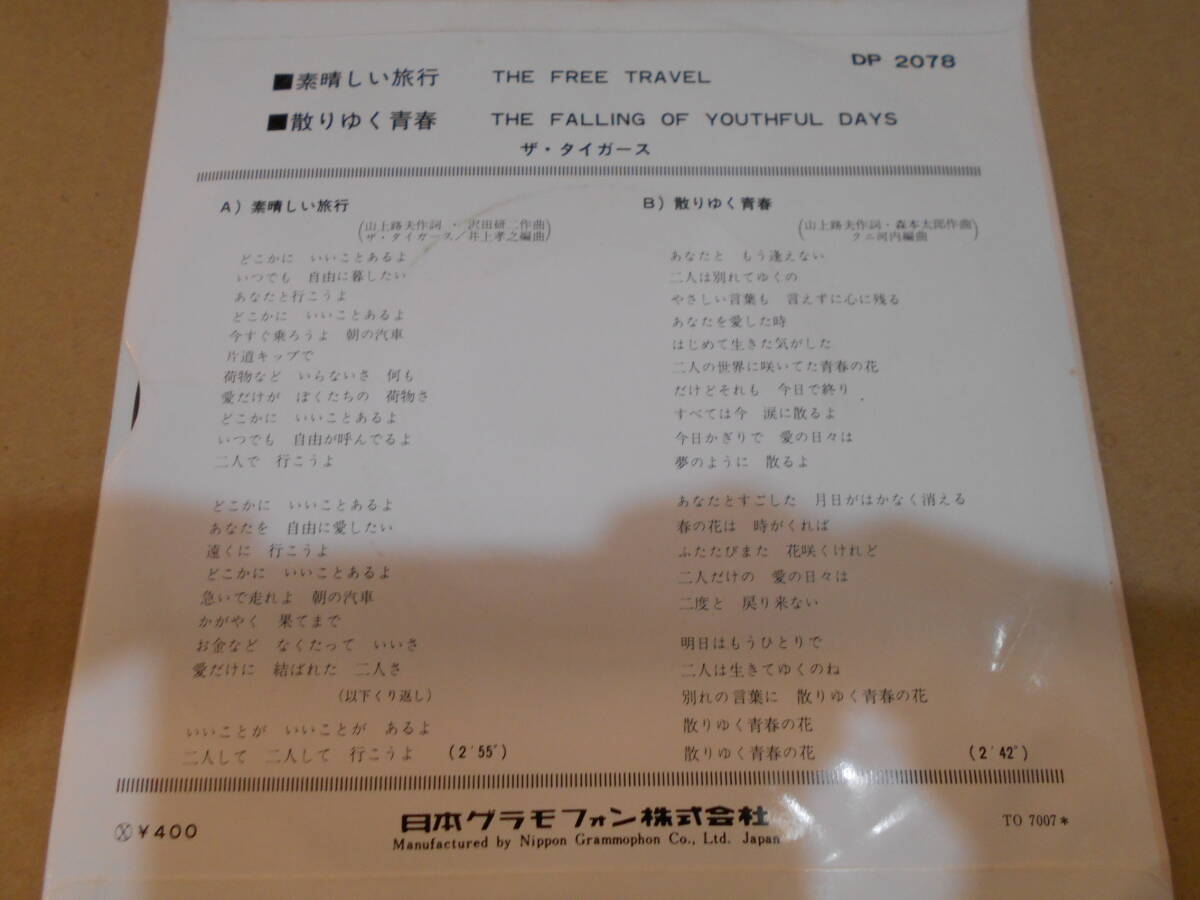 DP 2078
■素晴しい旅行 THE FREE TRAVEL
■散りゆく青春 THE FALLING OF YOUTHFUL DAYS
ザ・タイガース
A) 素晴しい旅行
(山上路夫作詞・沢田研二作曲
ザ・タイガース/井上孝之編曲)
どこかに いいことあるよ
いつでも 自由に暮したい
あなたと行こうよ
どこかに いいことあるよ
今すぐ乗ろうよ 朝の汽車
片道キップで
荷物など いらないさ 何も
愛だけが ぼくたちの 荷物さ
どこかに いいことあるよ
いつでも 自由が呼んでるよ
二人で 行こうよ
どこかに いいことあるよ
あなたを 自由に愛したい
遠くに 行こうよ
どこかに いいことあるよ
急いで走れよ 朝の汽車
かがやく 果てまで
お金など なくたって いいさ
愛だけに 結ばれた 二人さ
(以下くり返し)
いいことが いいことが あるよ
二人して 二人して 行こうよ (2′55″)
B) 散りゆく青春
(山上路夫作詞・森本太郎作曲
クニ河内編曲)
あなたと もう逢えない
二人は別れてゆくの
やさしい言葉も 言えずに心に残る
あなたを愛した時
はじめて生きた気がした
二人の世界に咲いてた青春の花
だけどそれも 今日で終り
すべては今 涙に散るよ
今日かぎりで 愛の日々は
夢のように 散るよ
あなたとすごした 月日がはかなく消える
春の花は 時がくれば
ふたたびまた 花咲くけれど
二人だけの 愛の日々は
二度と 戻り来ない
明日はもうひとりで
二人は生きてゆくのね
別れの言葉に 散りゆく青春の花
散りゆく青春の花
散りゆく青春の花 (2′42″)
Ⓧ¥400
日本グラモフォン株式会社
Manufactured by Nippon Grammophon Co., Ltd. Japan
TO 7007*